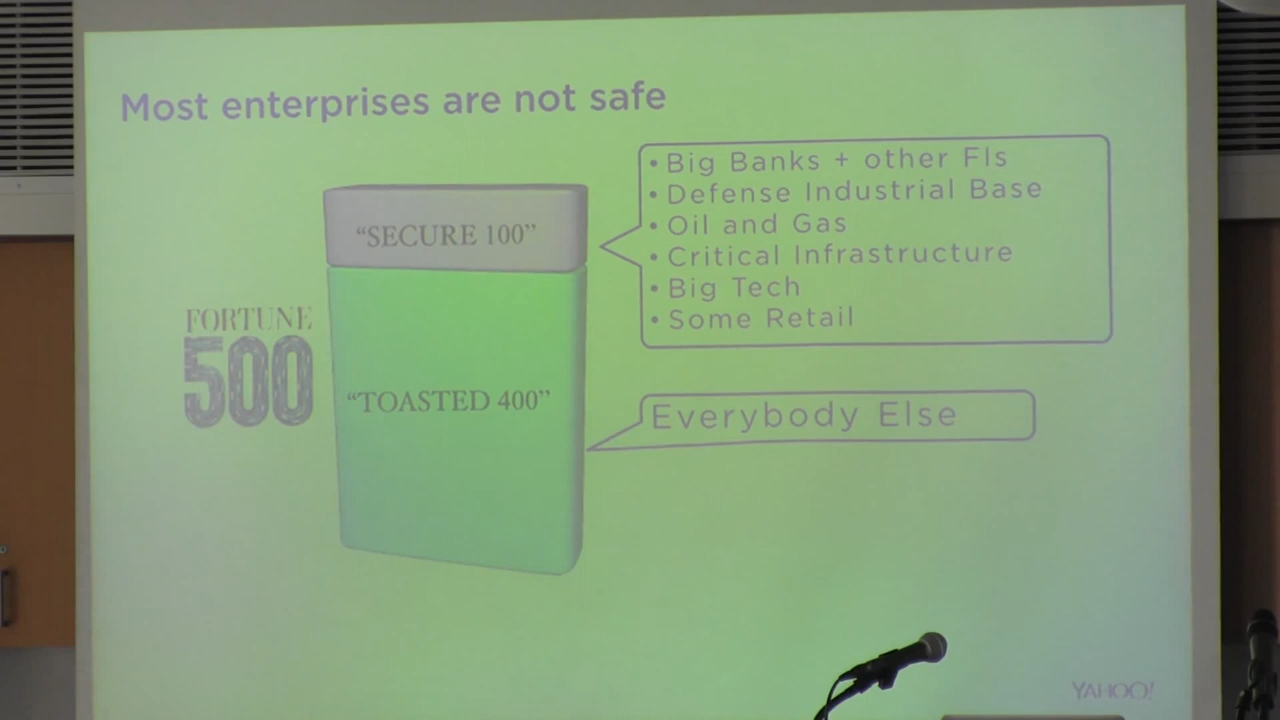 Most enterprises are not safe
“SECURE 100”
• Big Banks + other FIs
• Defense Industrial Base
• Oil and Gas
• Critical Infrastructure
• Big Tech
• Some Retail
FORTUNE
500
“TOASTED 400”
Everybody Else
YAHOO!